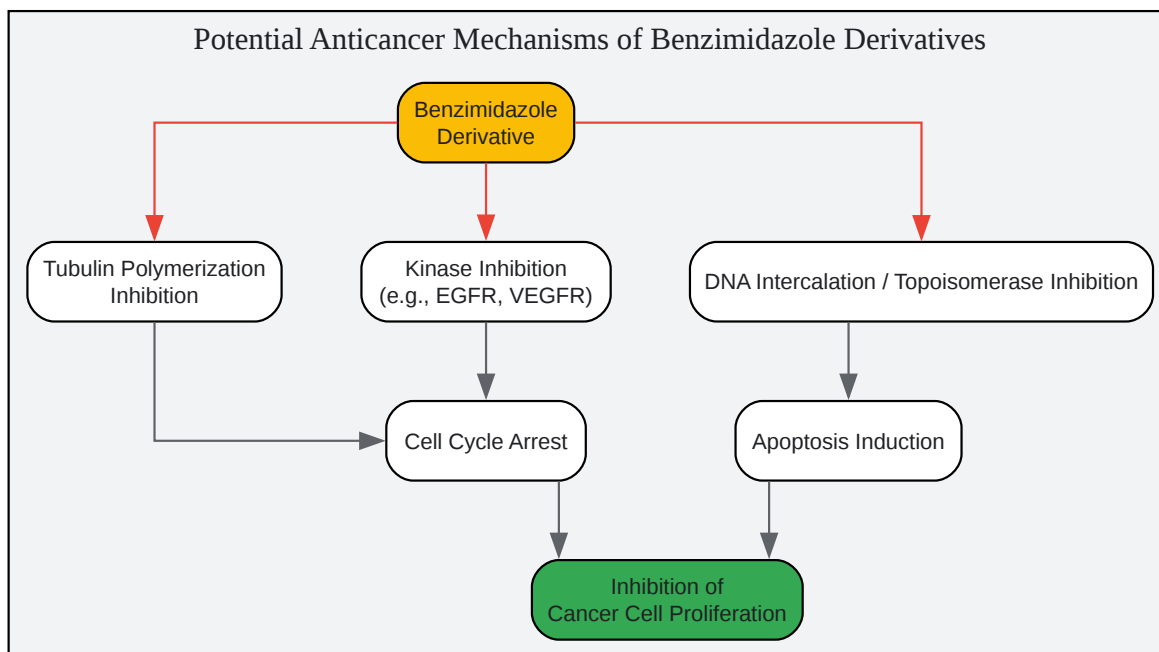 Potential Anticancer Mechanisms of Benzimidazole Derivatives
Benzimidazole
Derivative
Tubulin Polymerization
Inhibition
Kinase Inhibition
(e.g., EGFR, VEGFR)
DNA Intercalation / Topoisomerase Inhibition
Cell Cycle Arrest
Apoptosis Induction
Inhibition of
Cancer Cell Proliferation